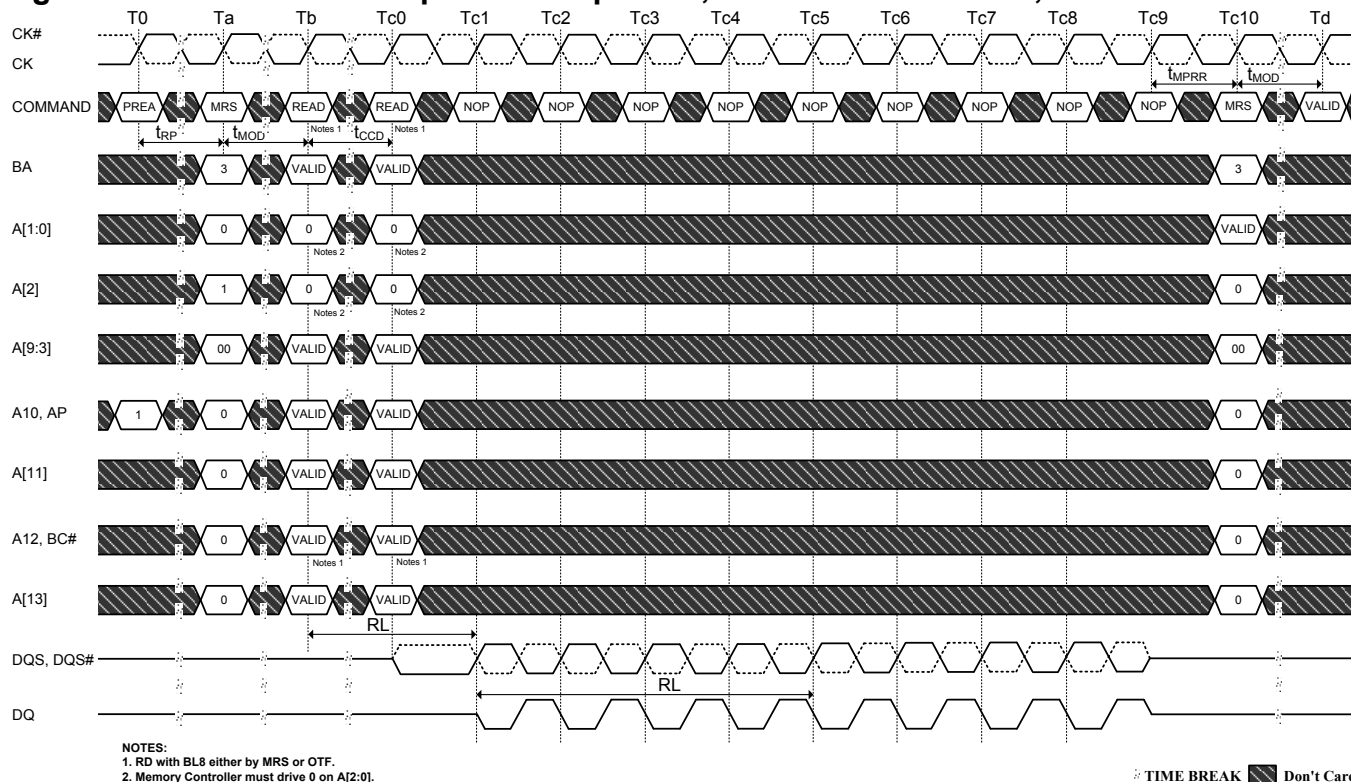 T0 Ta Tb Tc0 Tc1 Tc2 Tc3 Tc4 Tc5 Tc6 Tc7 Tc8 Tc9 Tc10 Td
CK#
CK
tMPRR tMOD
COMMAND PREA MRS READ READ NOP NOP NOP NOP NOP NOP NOP NOP NOP MRS VALID
Notes 1 Notes 1
tRP tMOD tCCD
BA 3 VALID VALID 3
A[1:0] 0 0 0 VALID
Notes 2 Notes 2
A[2] 1 0 0 0
Notes 2 Notes 2
A[9:3] 00 VALID VALID 00
A10, AP 1 0 VALID VALID 0
A[11] 0 VALID VALID 0
A12, BC# 0 VALID VALID 0
Notes 1 Notes 1
A[13] 0 VALID VALID 0
RL
DQS, DQS#
RL
DQ
NOTES:
1. RD with BL8 either by MRS or OTF.
2. Memory Controller must drive 0 on A[2:0].
TIME BREAK Don't Care